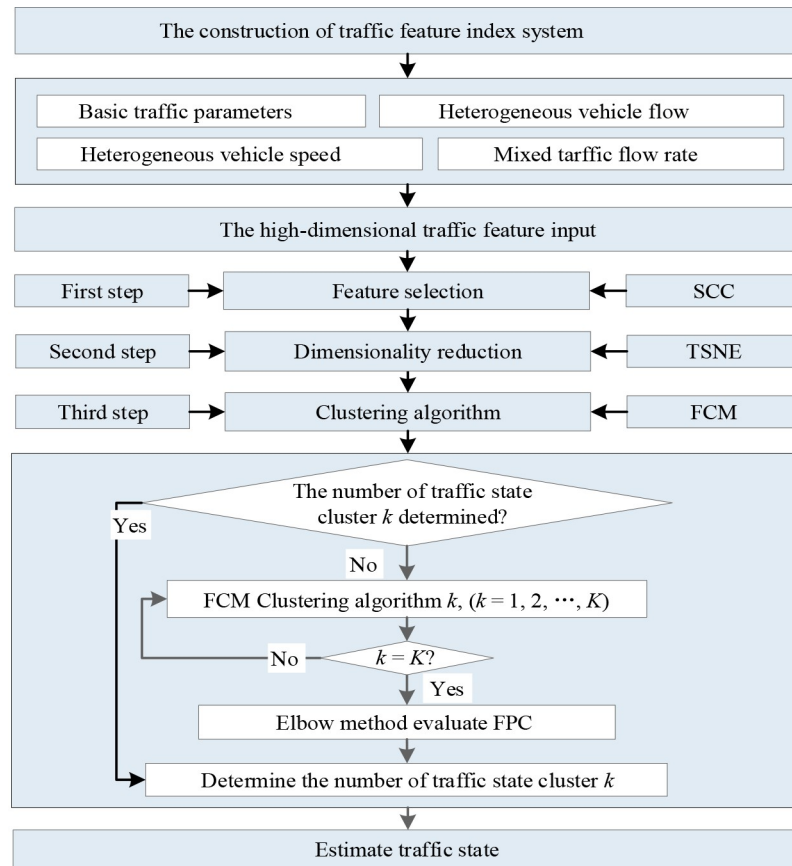 The construction of traffic feature index system
Basic traffic parameters
Heterogeneous vehicle flow
Heterogeneous vehicle speed
Mixed tarffic flow rate
The high-dimensional traffic feature input
First step
Feature selection
SCC
Second step
Dimensionality reduction
TSNE
Third step
Clustering algorithm
FCM
The number of traffic state
cluster k determined?
Yes
No
FCM Clustering algorithm k, (k = 1, 2, ⋯, K)
k = K?
No
Yes
Elbow method evaluate FPC
Determine the number of traffic state cluster k
Estimate traffic state